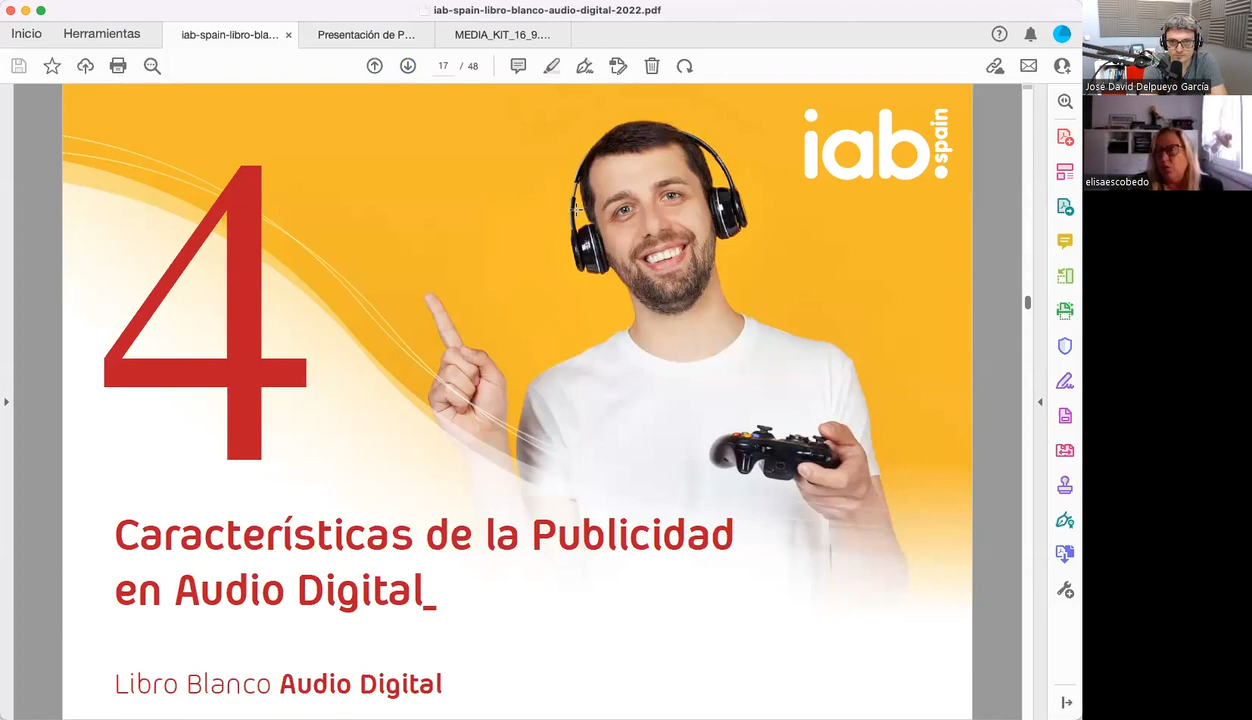 iab-spain-libro-blanco-audio-digital-2022.pdf
Inicio
Herramientas
iab-spain-libro-bla...
Presentación de P...
MEDIA_KIT_16_9....
17 / 48
José David Delpueyo García
elisaescobedo
iab.spain
4
Características de la Publicidad
en Audio Digital_
Libro Blanco Audio Digital